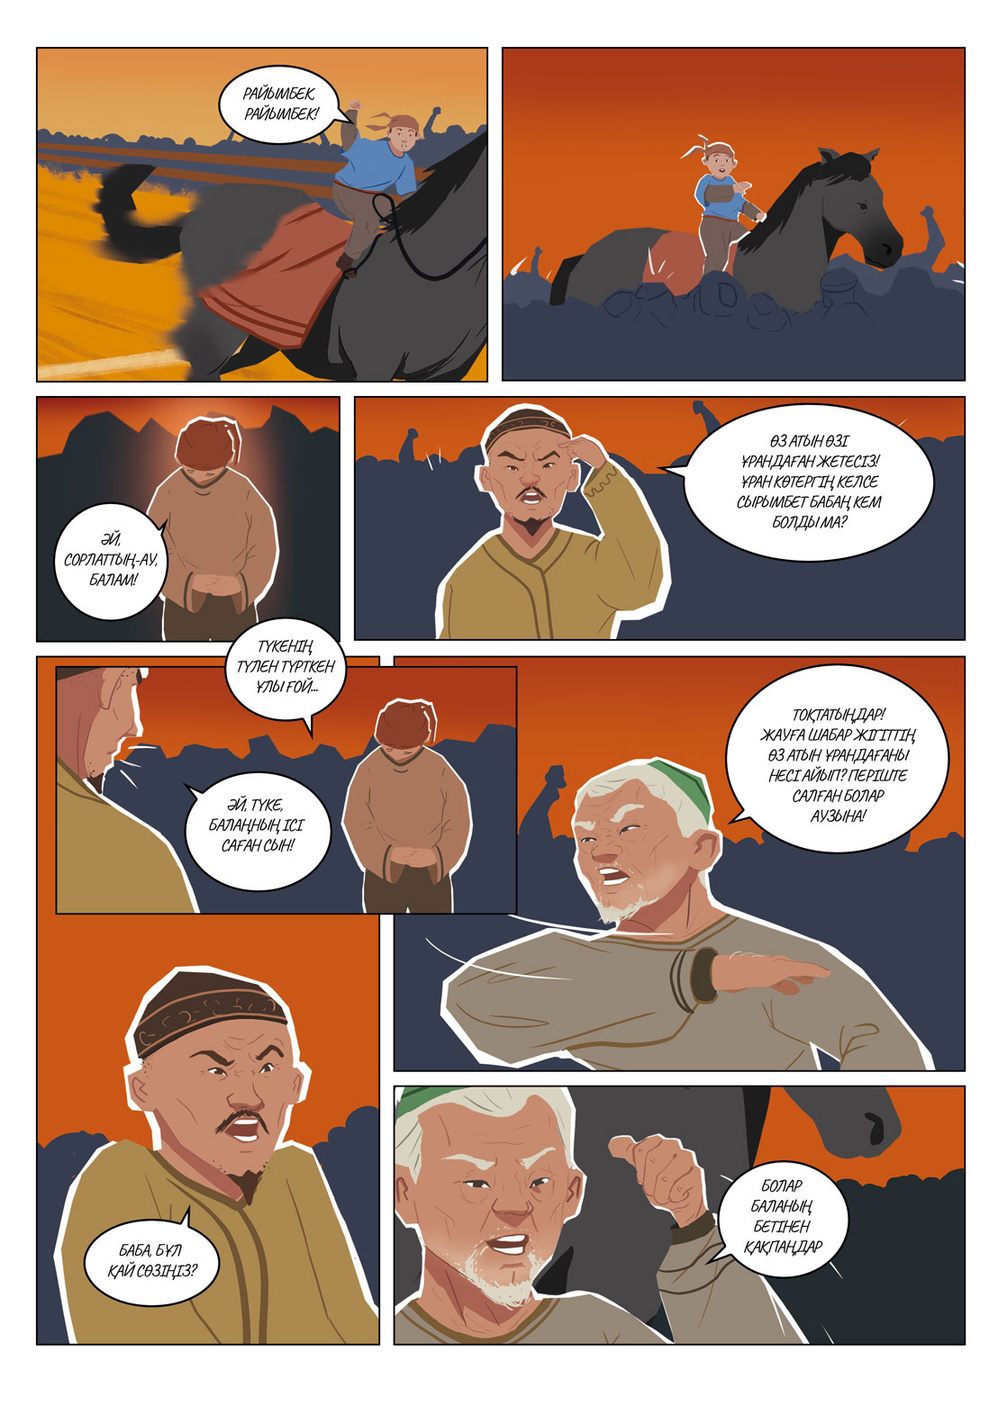 РАЙЫМБЕК,
РАЙЫМБЕК!
ӘЙ,
СОРЛАТТЫҢ-АУ,
БАЛАМ!
ӨЗ АТЫН ӨЗІ
ҰРАНДАҒАН ЖЕТЕСІЗ!
ҰРАН КӨТЕРГІҢ КЕЛСЕ
СЫРЫМБЕТ БАБАҢ КЕМ
БОЛДЫ МА?
ТҮКЕНІҢ
ТҮЛЕН ТҮРТКЕН
ҰЛЫ ҒОЙ...
ӘЙ, ТҮКЕ,
БАЛАҢНЫҢ ІСІ
САҒАН СЫН!
ТОҚТАТЫҢДАР!
ЖАУҒА ШАБАР ЖІГІТТІҢ
ӨЗ АТЫН ҰРАНДАҒАНЫ
НЕСІ АЙЫП? ПЕРІШТЕ
САЛҒАН БОЛАР
АУЗЫНА!
БАБА, БҰЛ
ҚАЙ СӨЗІҢІЗ?
БОЛАР
БАЛАНЫҢ
БЕТІНЕН
ҚАҚПАҢДАР